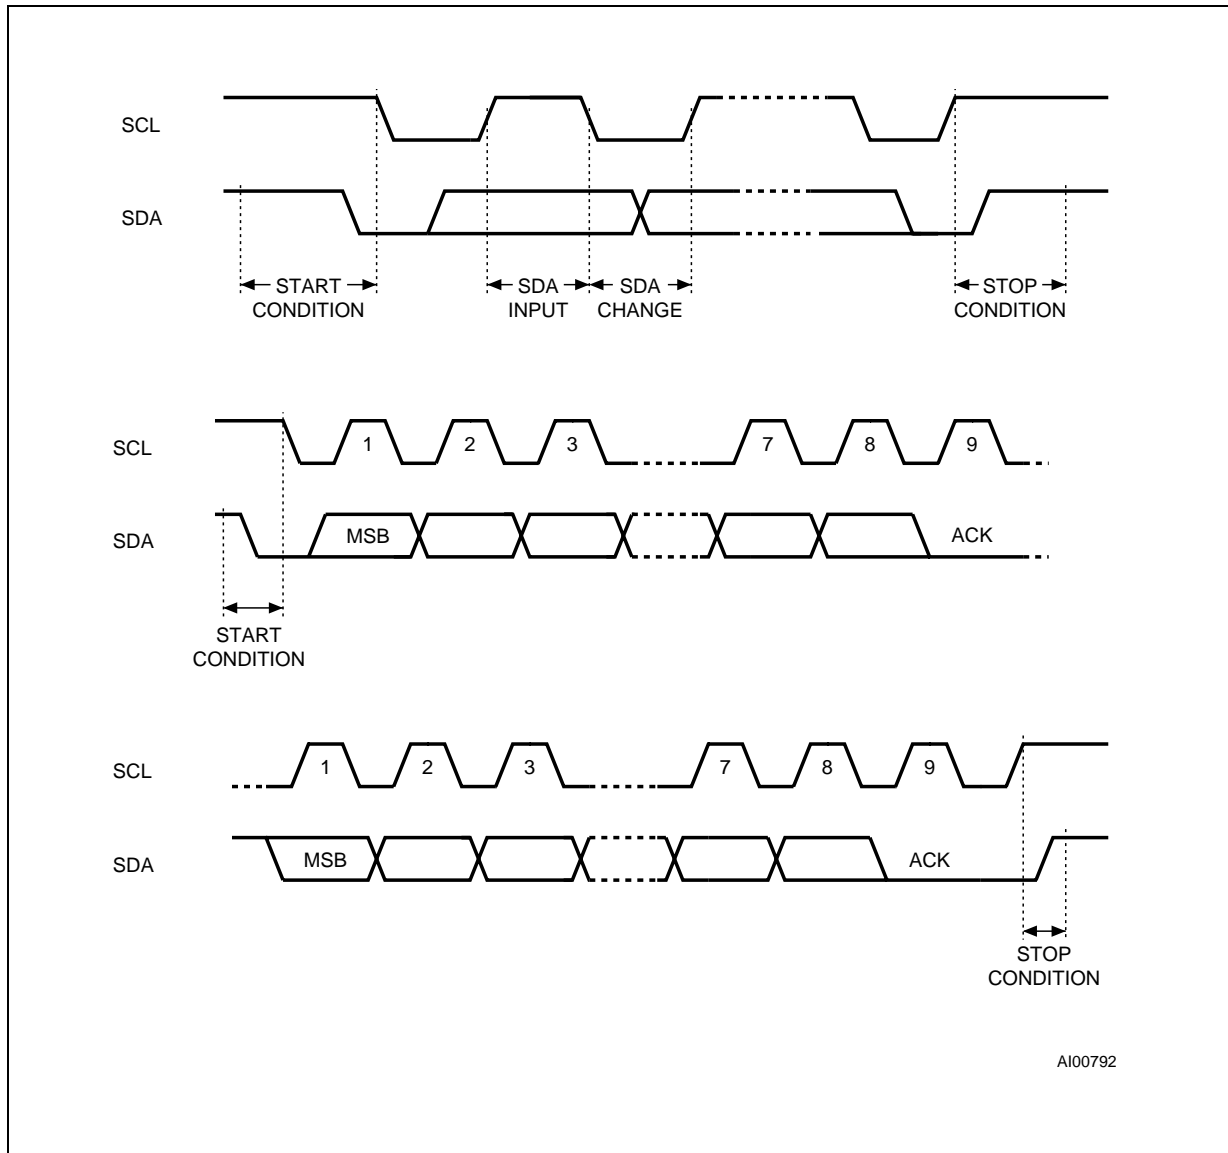 SCL
SDA
START CONDITION
SDA INPUT
SDA CHANGE
STOP CONDITION
SCL
1 2 3 7 8 9
SDA
MSB ACK
START CONDITION
SCL
1 2 3 7 8 9
SDA
MSB ACK
STOP CONDITION
AI00792